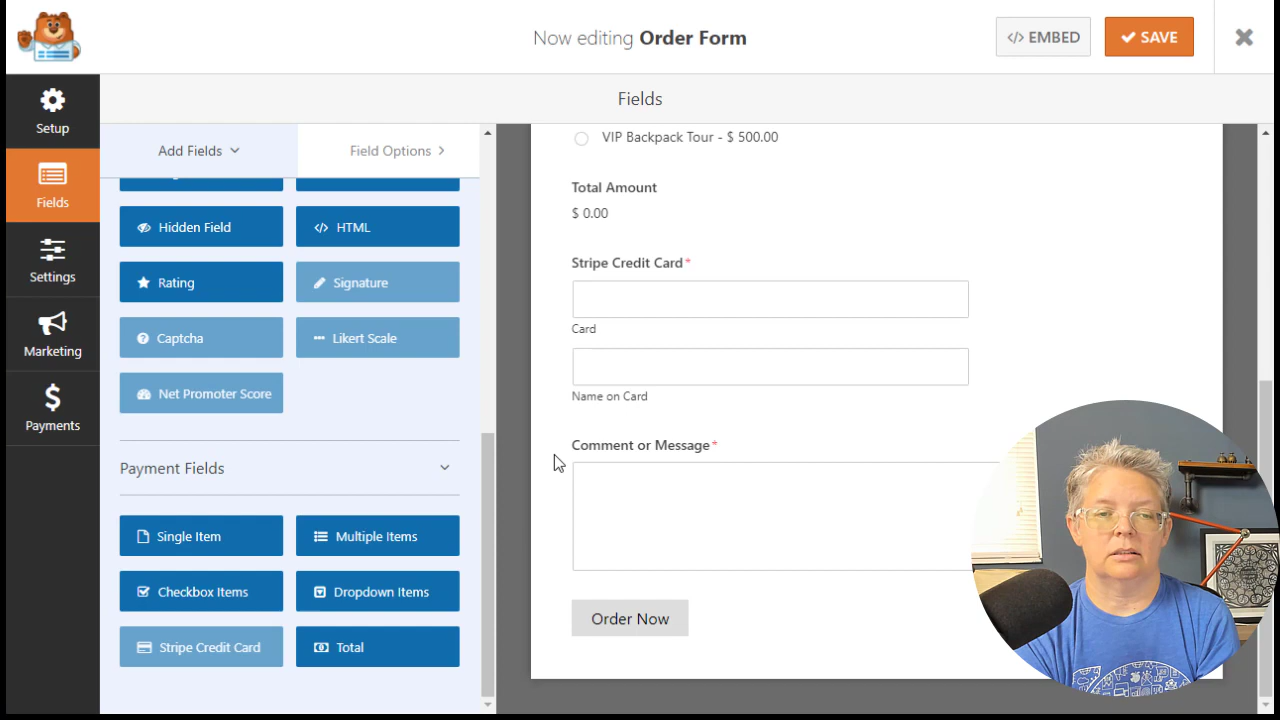 Now editing Order Form
</> EMBED
SAVE
Setup
Fields
Settings
Marketing
Payments
Fields
Add Fields
Field Options
Hidden Field
HTML
Rating
Signature
Captcha
Likert Scale
Net Promoter Score
Payment Fields
Single Item
Multiple Items
Checkbox Items
Dropdown Items
Stripe Credit Card
Total
VIP Backpack Tour - $ 500.00
Total Amount
$ 0.00
Stripe Credit Card*
Card
Name on Card
Comment or Message*
Order Now